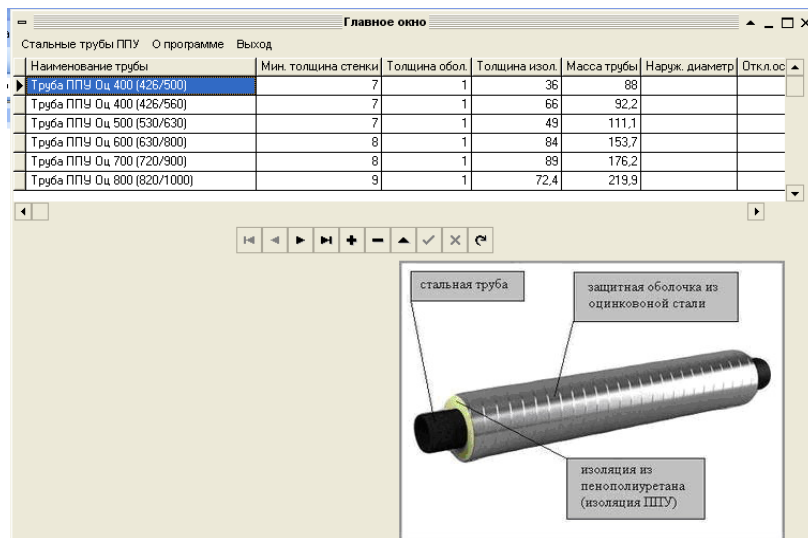 Главное окно
Стальные трубы ППУ О программе Выход
Наименование трубы Мин. толщина стенки Толщина обол. Толщина изол. Масса трубы Наруж. диаметр Откл.ос
Труба ППУ Оц 400 (426/500) 7 1 36 88
Труба ППУ Оц 400 (426/560) 7 1 66 92,2
Труба ППУ Оц 500 (530/630) 7 1 49 111,1
Труба ППУ Оц 600 (630/800) 8 1 84 153,7
Труба ППУ Оц 700 (720/900) 8 1 89 176,2
Труба ППУ Оц 800 (820/1000) 9 1 72,4 219,9
стальная труба
защитная оболочка из
оцинковоной стали
изоляция из
пенополиуретана
(изоляция ППУ)